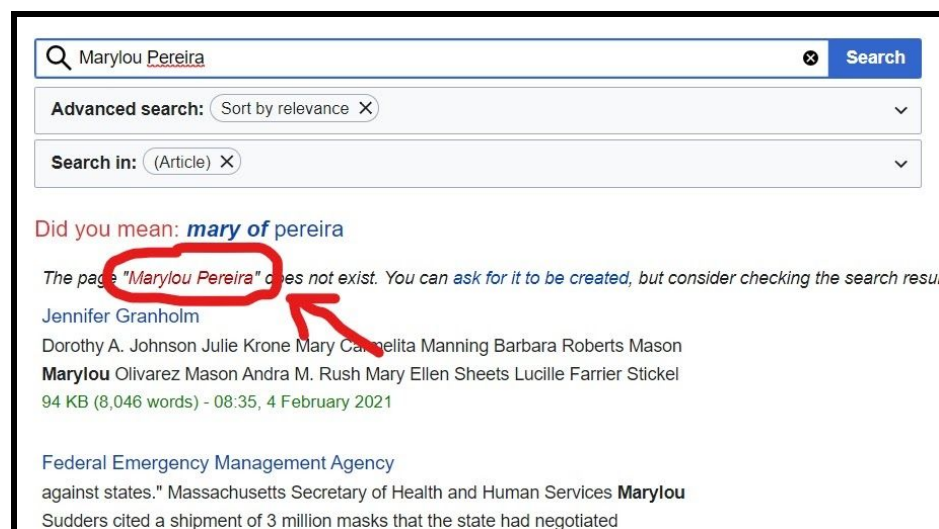 Marylou Pereira
Search
Advanced search: Sort by relevance
Search in: (Article)
Did you mean: mary of pereira
The page "Marylou Pereira" does not exist. You can ask for it to be created, but consider checking the search resu
Jennifer Granholm
Dorothy A. Johnson Julie Krone Mary Carmelita Manning Barbara Roberts Mason
Marylou Olivarez Mason Andra M. Rush Mary Ellen Sheets Lucille Farrier Stickel
94 KB (8,046 words) - 08:35, 4 February 2021
Federal Emergency Management Agency
against states." Massachusetts Secretary of Health and Human Services Marylou
Sudders cited a shipment of 3 million masks that the state had negotiated